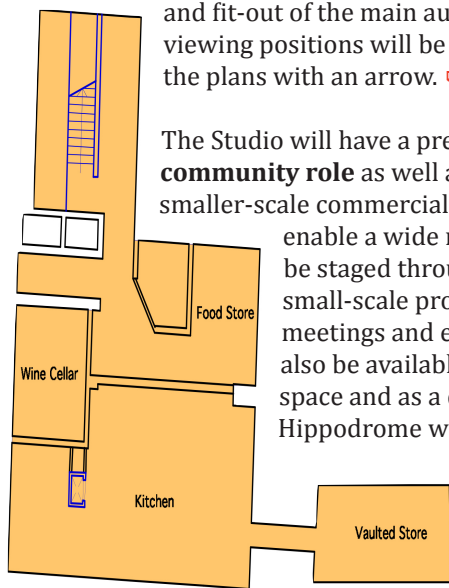 and fit-out of the main au
viewing positions will be
the plans with an arrow.
The Studio will have a pre
community role as well a
smaller-scale commercial
enable a wide r
be staged throu
small-scale pro
meetings and e
also be availabl
space and as a
Hippodrome w
Food Store
Wine Cellar
Kitchen
Vaulted Store